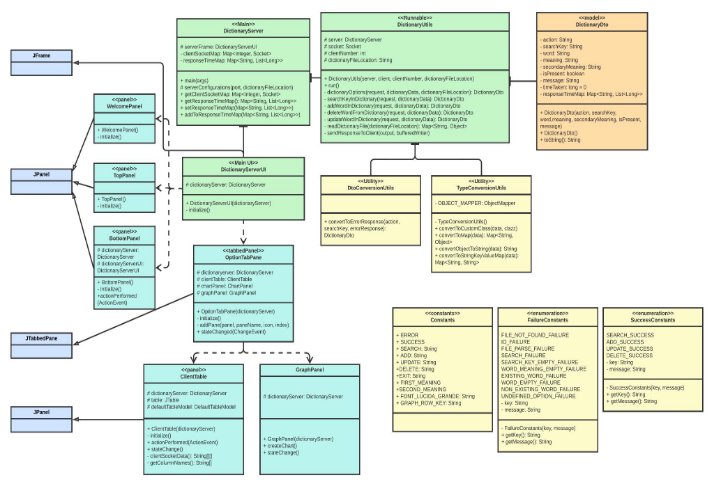 JFrame
<<panel>>
WelcomePanel
+ WelcomePanel()
- Initialize()
JPanel
<<panel>>
TopPanel
+ TopPanel()
- Initialize()
<<panel>>
BottomPanel
# dictionaryServer:
DictionaryServer
# dictionaryServerUI:
DictionaryServerUI
+ BottomPanel()
- Initialize()
+actionPerformed
(ActionEvent)
JTabbedPane
JPanel
<<Main>>
DictionaryServer
# serverFrame: DictionaryServerUI
- clientSocketMap: Map<Integer, Socket>
- responseTimeMap: Map<String, List<Long>>
+ main(args)
# serverConfigurations(port, dictionaryFileLocation)
+ getClientSocketMap: Map<Integer, Socket>
+ getResponseTimeMap(): Map<String, List<Long>>
+ setResponseTimeMap(Map<String, List<Long>>)
+ addToResponseTimeMap(Map<String, List<Long>>)
<<Main UI>>
DictionaryServerUI
# dictionaryServer: DictionaryServer
+ DictionaryServerUI(dictionaryServer)
- initialize()
<<tabbedPanel>>
OptionTabPane
# dictionaryserver: DictionaryServer
# clientTable: ClientTable
# chartPanel: ChartPanel
# graphPanel: GraphPanel
+ OptionTabPane(dictionaryServer)
- initialize()
- addPane(panel, paneName, icon, index)
+ stateChanged(ChangeEvent)
<<panel>>
ClientTable
# dictionaryServer: DictionaryServer
# table: JTable
# defaultTableModel: DefaultTableModel
+ ClientTable(dictionaryServer)
- initialize()
+ actionPerformed(ActionEvent)
+ stateChange()
- clientSocketData(): String[][]
- getColumnNames(): String[]
GraphPanel
# dictionaryServer: DictionaryServer
+ GraphPanel(dictionaryServer)
+ createChart()
+ stateChange()
<<Runnable>>
DictionaryUtils
# server: DictionaryServer
# socket: Socket
# clientNumber: int
# dictionaryFileLocation: String
+ DictionaryUtils(server, client, clientNumber, dictionaryFileLocation)
+ run()
- dictionaryOptions(request, dictionaryData, dictionaryFileLocation): DictionaryDto
- searchKeyInDictionary(request, dictionaryData): DictionaryDto
- addWordInDictionary(request, dictionaryData): DictionaryDto
- deleteWordFromDictionary(request, dictionaryData): DictionaryDto
- updateWordInDictionary(request, dictionaryData): DictionaryDto
- readDictionaryFile(dictionaryFileLocation): Map<String, Object>
- sendResponseToClient(output, bufferedWriter)
<<model>>
DictionaryDto
- action: String
- searchKey: String
- word: String
- meaning: String
- secondaryMeaning: String
- isPresent: boolean
- message: String
- timeTaken: long = 0
- responseTimeMap: Map<String, List<Long>>
+ DictionaryDto(action, searchKey,
word,meaning, secondaryMeaning, isPresent,
message)
+ DictionaryDto()
+ toString(): String
<<Utility>>
DtoConversionUtils
+ convertToErrorResponse(action,
searchKey, errorResponse):
DictionaryDto
<<Utility>>
TypeConversionUtils
- OBJECT_MAPPER: ObjectMapper
- TypeConversionUtils()
+ convertToCustomClass(data, clazz)
+ convertToMap(data): Map<String,
Object>
+ convertObjectToString(data): String
+ convertToStringKeyValueMap(data):
Map<String, String>
<<constants>>
Constants
+ ERROR
+ SUCCESS
+ SEARCH: String
+ ADD: String
+ UPDATE: String
+DELETE: String
+EXIT: String
+ FIRST_MEANING
+SECOND_MEANING
+ FONT_LUCIDA_GRANDE: String
+ GRAPH_ROW_KEY: String
<<enumeration>>
FailureConstants
FILE_NOT_FOUND_FAILURE
IO_FAILURE
FILE_PARSE_FAILURE
SEARCH_FAILURE
SEARCH_KEY_EMPTY_FAILURE
WORD_MEANING_EMPTY_FAILURE
EXISTING_WORD_FAILURE
WORD_EMPTY_FAILURE
NON_EXISTING_WORD_FAILURE
UNDEFINED_OPTION_FAILURE
- key: String
- message: String
- FailureConstants(key, message)
+ getKey(): String
+ getMessage(): String
<<enumeration>>
SuccessConstants
SEARCH_SUCCESS
ADD_SUCCESS
UPDATE_SUCCESS
DELETE_SUCCESS
- key: String
- message: String
- SuccessConstants(key, message)
+ getKey(): String
+ getMessage(): String